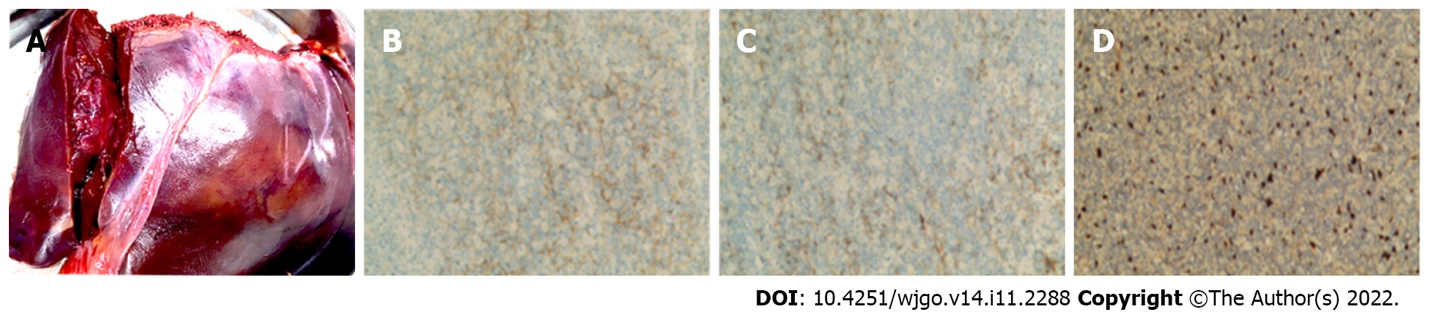 A
B
C
D
DOI: 10.4251/wjgo.v14.i11.2288 Copyright ©The Author(s) 2022.